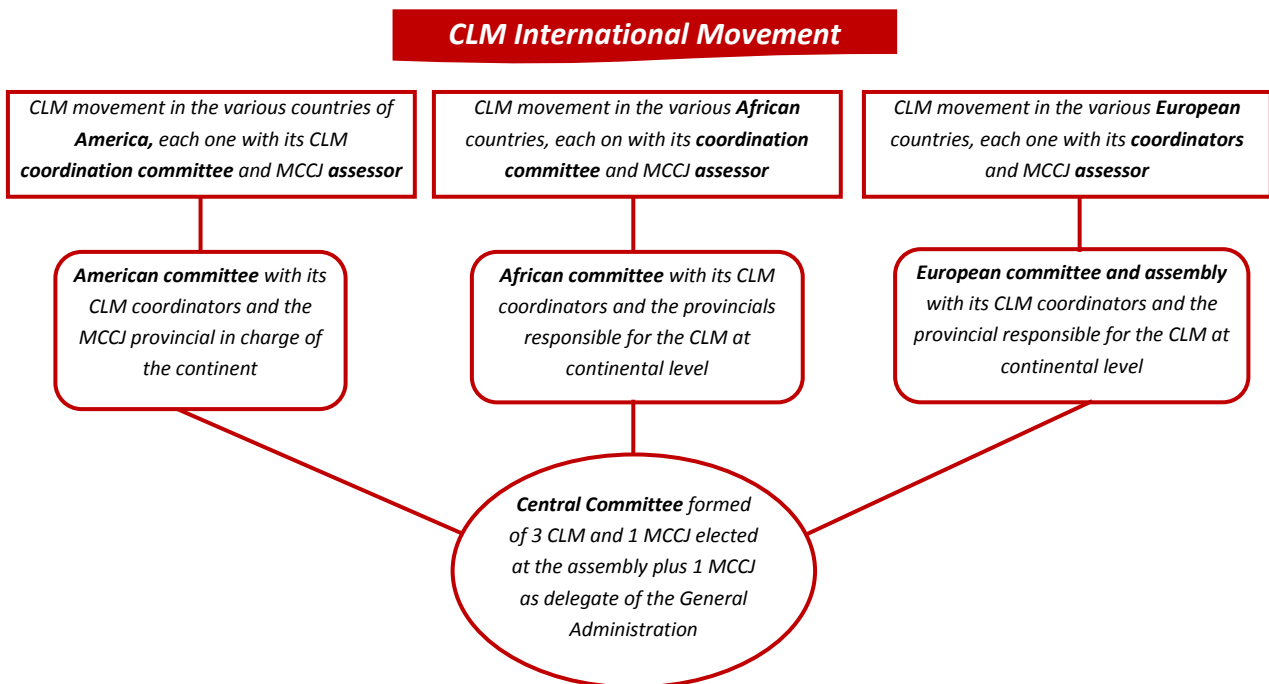 CLM International Movement
CLM movement in the various countries of
America, each one with its CLM
coordination committee and MCCJ assessor
CLM movement in the various African
countries, each on with its coordination
committee and MCCJ assessor
CLM movement in the various European
countries, each one with its coordinators
and MCCJ assessor
American committee with its
CLM coordinators and the
MCCJ provincial in charge of
the continent
African committee with its CLM
coordinators and the provincials
responsible for the CLM at
continental level
European committee and assembly
with its CLM coordinators and the
provincial responsible for the CLM at
continental level
Central Committee formed
of 3 CLM and 1 MCCJ elected
at the assembly plus 1 MCCJ
as delegate of the General
Administration